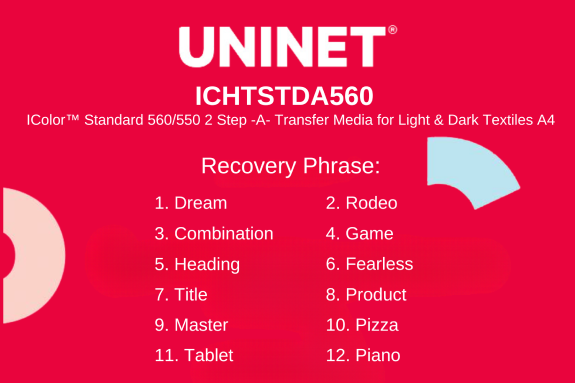 UNINET®
ICHTSTDA560
IColor™ Standard 560/550 2 Step -A- Transfer Media for Light & Dark Textiles A4
Recovery Phrase:
1. Dream 2. Rodeo
3. Combination 4. Game
5. Heading 6. Fearless
7. Title 8. Product
9. Master 10. Pizza
11. Tablet 12. Piano